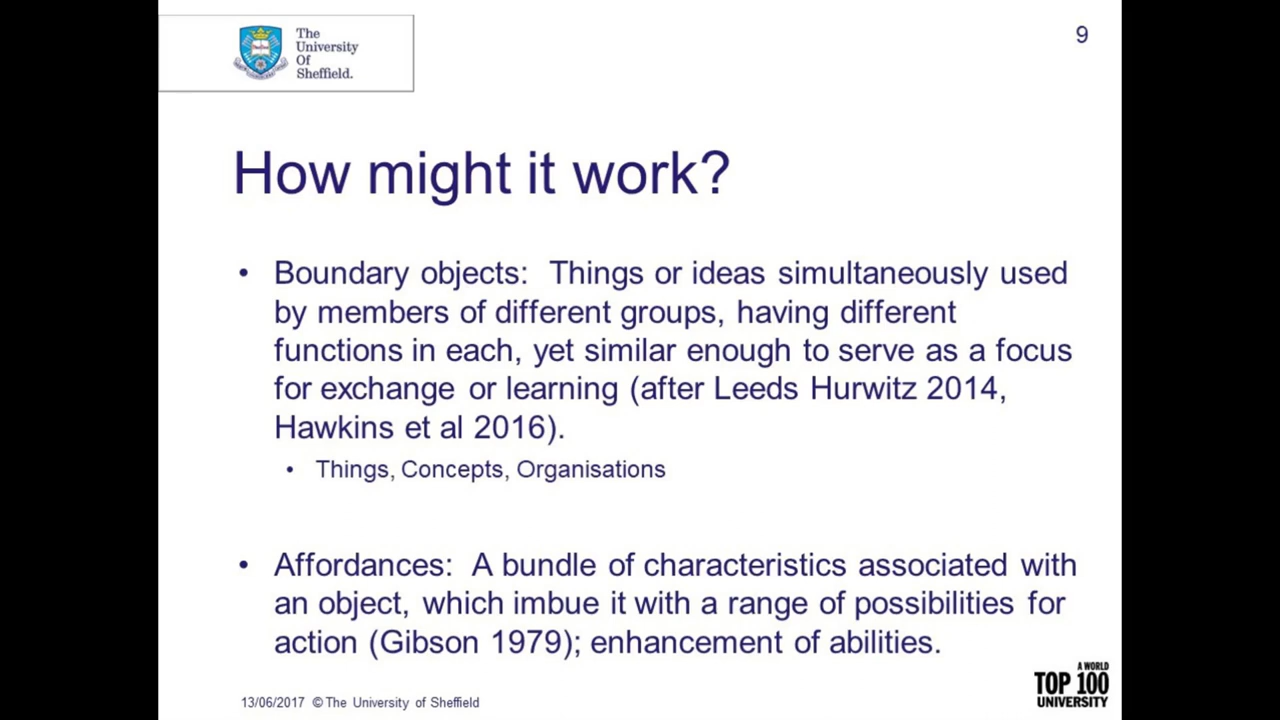 The
University
Of
Sheffield.
9
How might it work?
• Boundary objects: Things or ideas simultaneously used
by members of different groups, having different
functions in each, yet similar enough to serve as a focus
for exchange or learning (after Leeds Hurwitz 2014,
Hawkins et al 2016).
• Things, Concepts, Organisations
• Affordances: A bundle of characteristics associated with
an object, which imbue it with a range of possibilities for
action (Gibson 1979); enhancement of abilities.
13/06/2017 © The University of Sheffield
A WORLD
TOP 100
UNIVERSITY